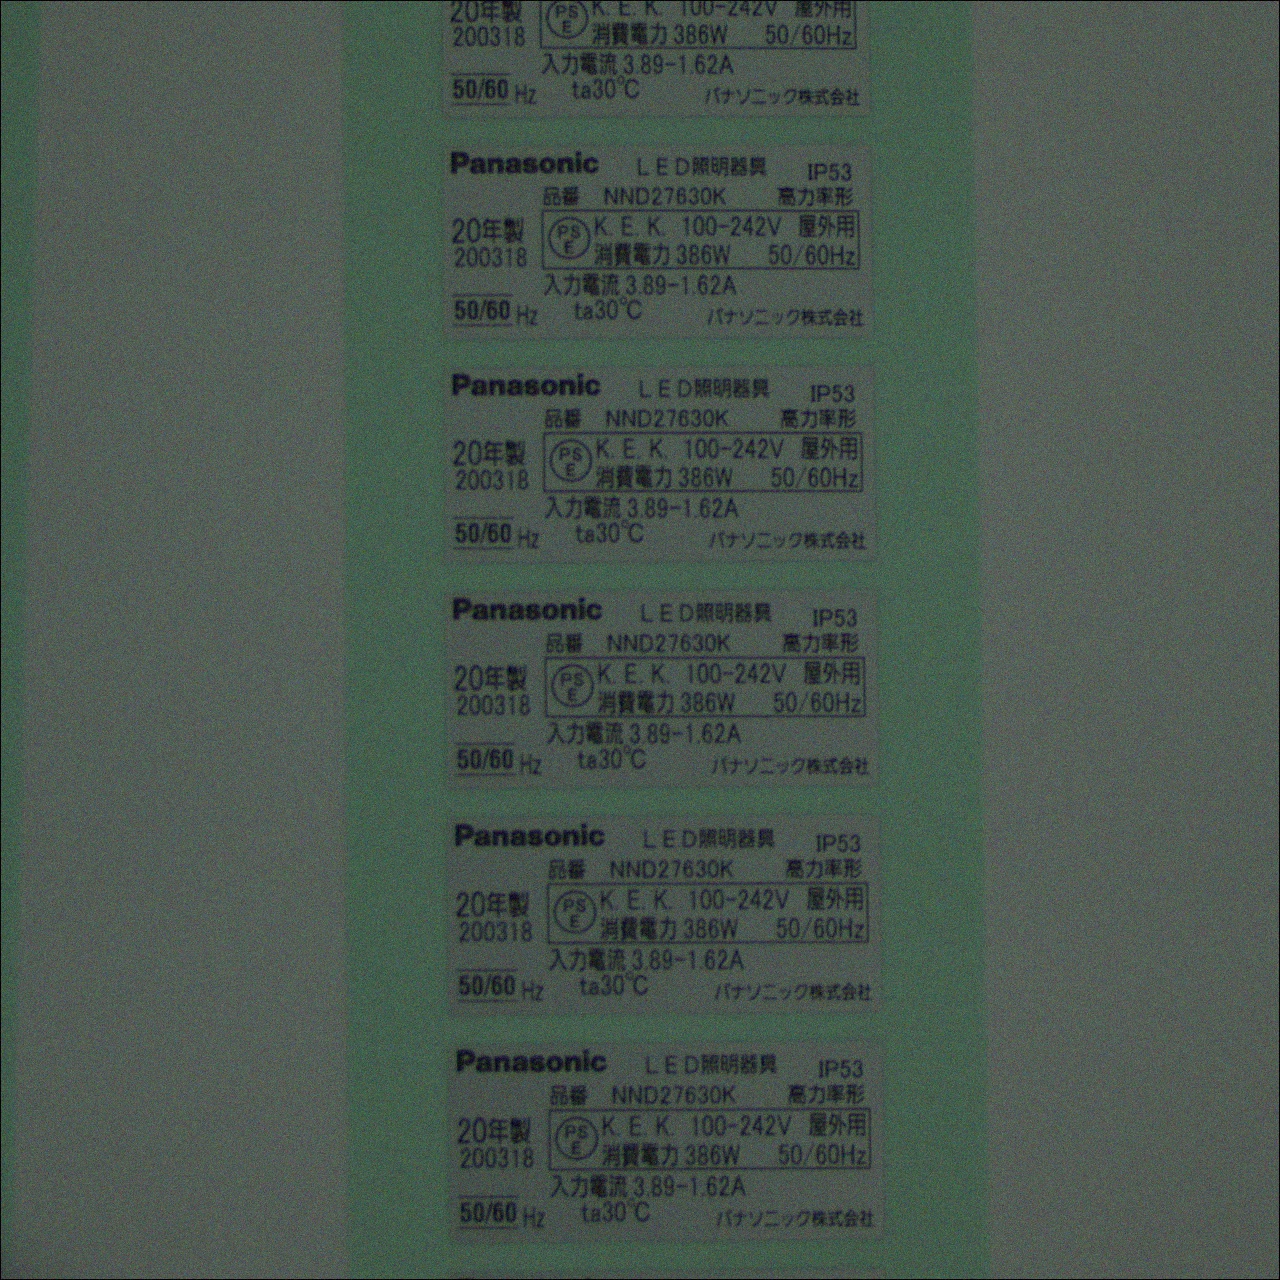 20年製 PSE K. E. K. 100-242V 屋外用
200318 消費電力 386W 50/60Hz
入力電流 3.89-1.62A
50/60 Hz ta30℃ パナソニック株式会社
Panasonic LED照明器具 IP53
品番 NND27630K 高力率形
20年製 PSE K. E. K. 100-242V 屋外用
200318 消費電力 386W 50/60Hz
入力電流 3.89-1.62A
50/60 Hz ta30℃ パナソニック株式会社
Panasonic LED照明器具 IP53
品番 NND27630K 高力率形
20年製 PSE K. E. K. 100-242V 屋外用
200318 消費電力 386W 50/60Hz
入力電流 3.89-1.62A
50/60 Hz ta30℃ パナソニック株式会社
Panasonic LED照明器具 IP53
品番 NND27630K 高力率形
20年製 PSE K. E. K. 100-242V 屋外用
200318 消費電力 386W 50/60Hz
入力電流 3.89-1.62A
50/60 Hz ta30℃ パナソニック株式会社
Panasonic LED照明器具 IP53
品番 NND27630K 高力率形
20年製 PSE K. E. K. 100-242V 屋外用
200318 消費電力 386W 50/60Hz
入力電流 3.89-1.62A
50/60 Hz ta30℃ パナソニック株式会社
Panasonic LED照明器具 IP53
品番 NND27630K 高力率形
20年製 PSE K. E. K. 100-242V 屋外用
200318 消費電力 386W 50/60Hz
入力電流 3.89-1.62A
50/60 Hz ta30℃ パナソニック株式会社